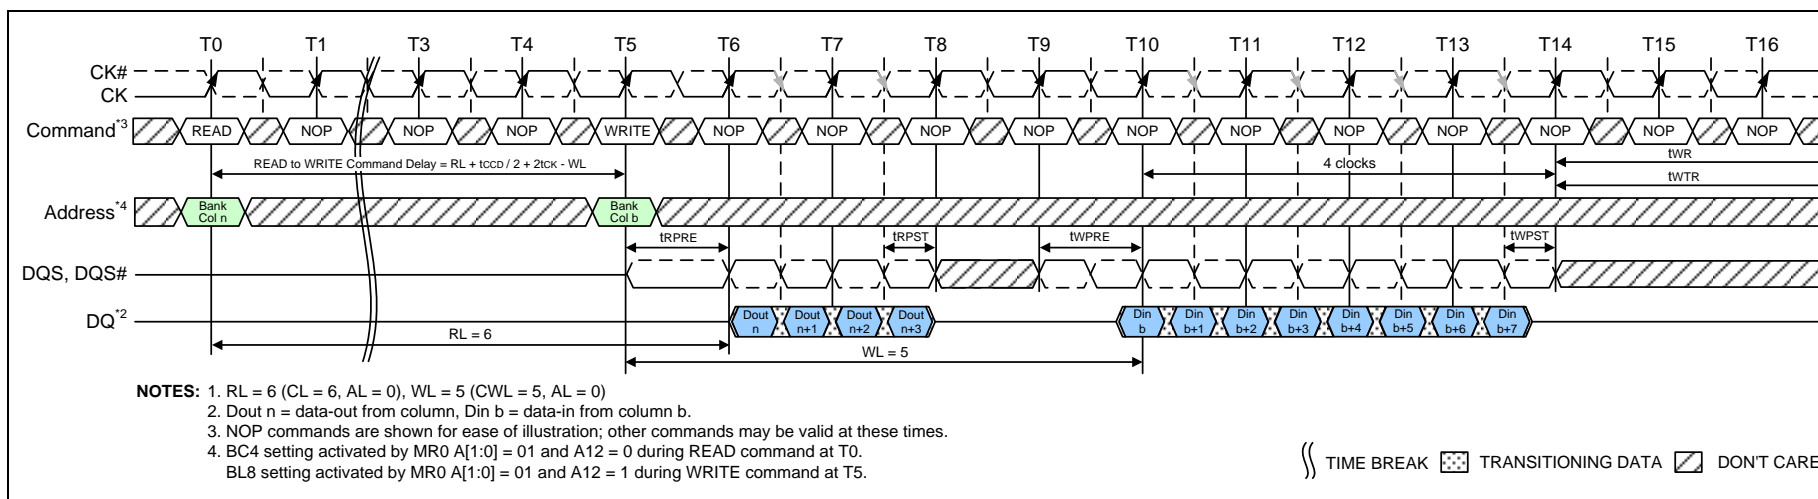 T0 T1 T3 T4 T5 T6 T7 T8 T9 T10 T11 T12 T13 T14 T15 T16
CK#
CK
Command*3 READ NOP NOP NOP WRITE NOP NOP NOP NOP NOP NOP NOP NOP NOP NOP NOP
READ to WRITE Command Delay = RL + tCCD / 2 + 2tCK - WL 4 clocks tWR
tWTR
Address*4 Bank Col n Bank Col b
tRPRE tRPST tWPRE tWPST
DQS, DQS#
DQ*2 Dout n Dout n+1 Dout n+2 Dout n+3 Din b Din b+1 Din b+2 Din b+3 Din b+4 Din b+5 Din b+6 Din b+7
RL = 6
WL = 5
NOTES: 1. RL = 6 (CL = 6, AL = 0), WL = 5 (CWL = 5, AL = 0)
2. Dout n = data-out from column, Din b = data-in from column b.
3. NOP commands are shown for ease of illustration; other commands may be valid at these times.
4. BC4 setting activated by MR0 A[1:0] = 01 and A12 = 0 during READ command at T0.
BL8 setting activated by MR0 A[1:0] = 01 and A12 = 1 during WRITE command at T5.
TIME BREAK TRANSITIONING DATA DON'T CARE